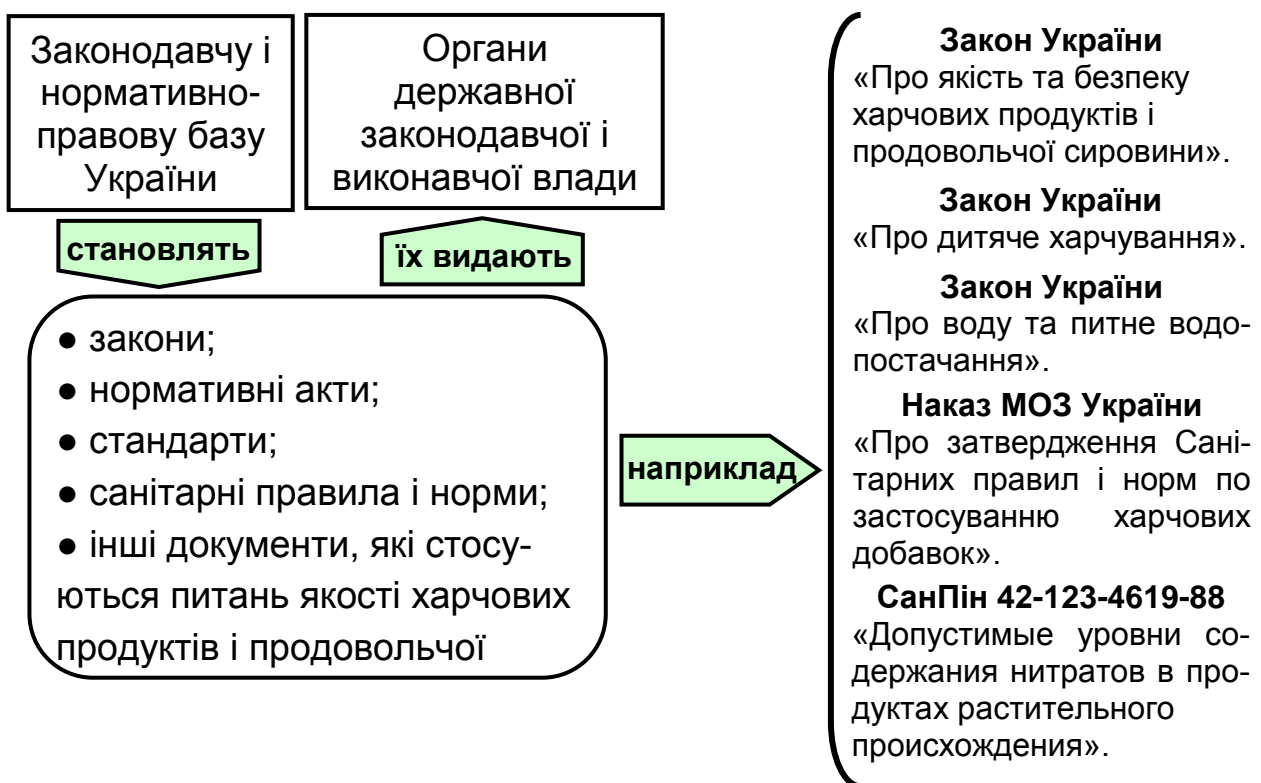 Законодавчу і
нормативно-
правову базу
України
Органи
державної
законодавчої і
виконавчої влади
становлять
їх видають
● закони;
● нормативні акти;
● стандарти;
● санітарні правила і норми;
● інші документи, які стосу-
ються питань якості харчових
продуктів і продовольчої
наприклад
Закон України
«Про якість та безпеку
харчових продуктів і
продовольчої сировини».
Закон України
«Про дитяче харчування».
Закон України
«Про воду та питне водо-
постачання».
Наказ МОЗ України
«Про затвердження Сані-
тарних правил і норм по
застосуванню харчових
добавок».
СанПін 42-123-4619-88
«Допустимые уровни со-
держания нитратов в про-
дуктах растительного
происхождения».